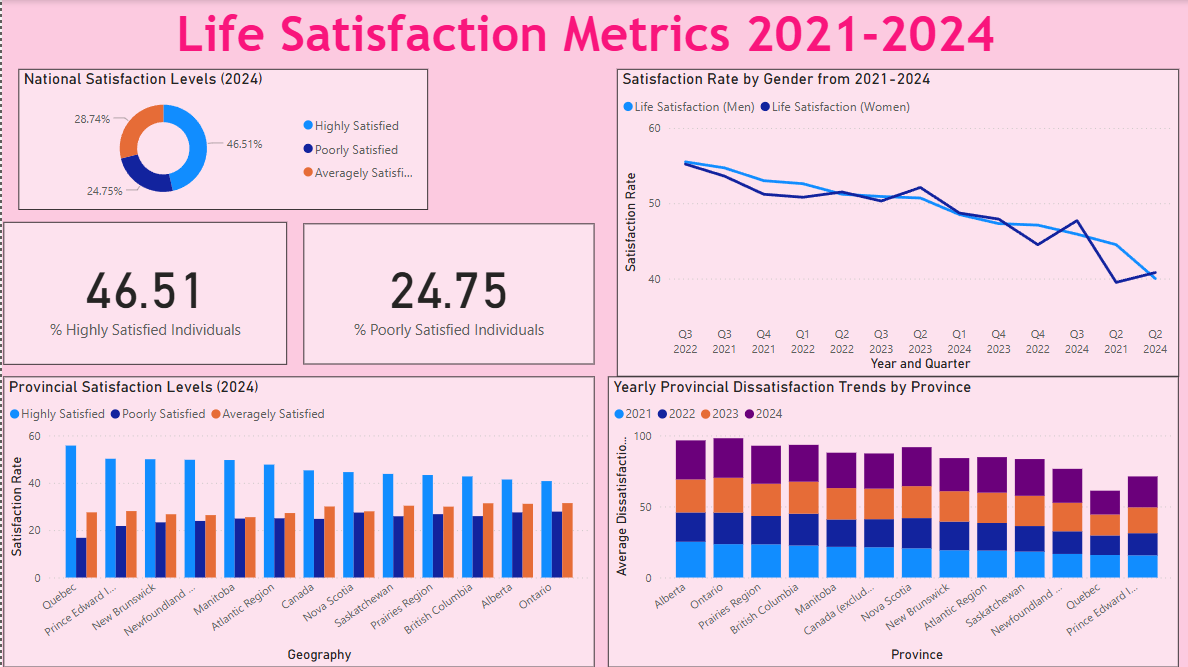 Life Satisfaction Metrics 2021-2024
National Satisfaction Levels (2024)
28.74%
46.51%
24.75%
Highly Satisfied
Poorly Satisfied
Averagely Satisfi...
46.51
% Highly Satisfied Individuals
24.75
% Poorly Satisfied Individuals
Satisfaction Rate by Gender from 2021-2024
Life Satisfaction (Men) Life Satisfaction (Women)
Satisfaction Rate
60
50
40
Q3 Q3 Q4 Q1 Q2 Q3 Q2 Q1 Q4 Q4 Q3 Q2 Q2
2022 2021 2021 2022 2022 2023 2023 2024 2023 2022 2024 2021 2024
Year and Quarter
Provincial Satisfaction Levels (2024)
Highly Satisfied Poorly Satisfied Averagely Satisfied
Satisfaction Rate
60
40
20
0
Quebec
Prince Edward I...
New Brunswick
Newfoundland ...
Manitoba
Atlantic Region
Canada
Nova Scotia
Saskatchewan
Prairies Region
British Columbia
Alberta
Ontario
Geography
Yearly Provincial Dissatisfaction Trends by Province
2021 2022 2023 2024
Average Dissatisfactio...
100
50
0
Alberta
Ontario
Prairies Region
British Columbia
Manitoba
Canada (exclud...
Nova Scotia
New Brunswick
Atlantic Region
Saskatchewan
Newfoundland ...
Quebec
Prince Edward I...
Province